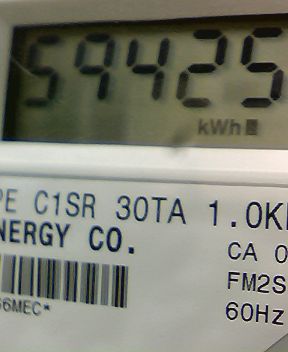 59425
kWh
PE C1SR 30TA 1.0K
NERGY CO.
CA 0
FM2S
60Hz
6MEC*